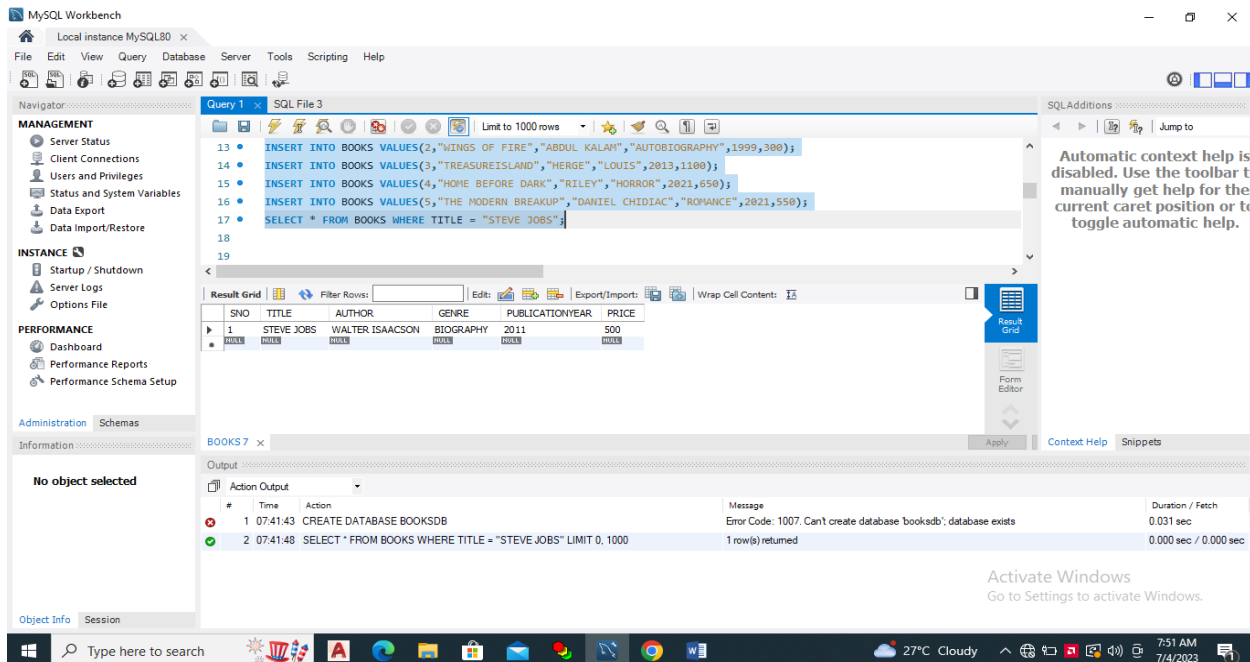 MySQL Workbench
Local instance MySQL80
File Edit View Query Database Server Tools Scripting Help
Navigator
MANAGEMENT
Server Status
Client Connections
Users and Privileges
Status and System Variables
Data Export
Data Import/Restore
INSTANCE
Startup / Shutdown
Server Logs
Options File
PERFORMANCE
Dashboard
Performance Reports
Performance Schema Setup
Administration Schemas
Information
No object selected
Object Info Session
Query 1 SQL File 3
Limit to 1000 rows
13 INSERT INTO BOOKS VALUES(2,"WINGS OF FIRE","ABDUL KALAM","AUTOBIOGRAPHY",1999,300);
14 INSERT INTO BOOKS VALUES(3,"TREASUREISLAND","HERGE","LOUIS",2013,1100);
15 INSERT INTO BOOKS VALUES(4,"HOME BEFORE DARK","RILEY","HORROR",2021,650);
16 INSERT INTO BOOKS VALUES(5,"THE MODERN BREAKUP","DANIEL CHIDIAC","ROMANCE",2021,550);
17 SELECT * FROM BOOKS WHERE TITLE = "STEVE JOBS";
18
19
Result Grid Filter Rows: Edit: Export/Import: Wrap Cell Content:
SNO TITLE AUTHOR GENRE PUBLICATIONYEAR PRICE
1 STEVE JOBS WALTER ISAACSON BIOGRAPHY 2011 500
NULL NULL NULL NULL NULL NULL
Result
Grid
Form
Editor
BOOKS 7
Apply
SQLAdditions
Jump to
Automatic context help is
disabled. Use the toolbar t
manually get help for the
current caret position or to
toggle automatic help.
Context Help Snippets
Output
Action Output
# Time Action Message Duration / Fetch
1 07:41:43 CREATE DATABASE BOOKSDB Error Code: 1007. Can't create database 'booksdb'; database exists 0.031 sec
2 07:41:48 SELECT * FROM BOOKS WHERE TITLE = "STEVE JOBS" LIMIT 0, 1000 1 row(s) returned 0.000 sec / 0.000 sec
Activate Windows
Go to Settings to activate Windows.
Type here to search
27°C Cloudy
7:51 AM
7/4/2023